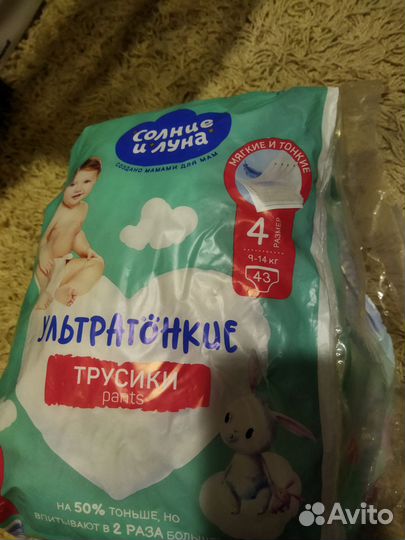 СОЛНЦЕ
И ЛУНА
СОЗДАНО МАМАМИ ДЛЯ МАМ
МЯГКИЕ И ТОНКИЕ
4
РАЗМЕР
9-14 КГ
43
УЛЬТРАТОНКИЕ
ТРУСИКИ
pants
НА 50% ТОНЬШЕ, НО
ВПИТЫВАЮТ В 2 РАЗА БОЛЬШ
Avito